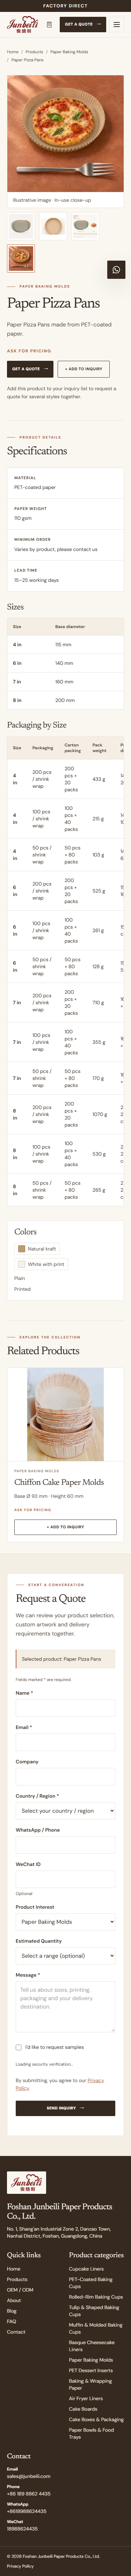 FACTORY DIRECT
Junbeili
俊倍利
GET A QUOTE →
Home / Products / Paper Baking Molds
/ Paper Pizza Pans
Illustrative image · In-use close-up
PAPER BAKING MOLDS
Paper Pizza Pans
Paper Pizza Pans made from PET-coated
paper.
ASK FOR PRICING
GET A QUOTE →
+ ADD TO INQUIRY
Add this product to your inquiry list to request a
quote for several styles together.
PRODUCT DETAILS
Specifications
MATERIAL
PET-coated paper
PAPER WEIGHT
110 gsm
MINIMUM ORDER
Varies by product, please contact us
LEAD TIME
15–25 working days
Sizes
Size Base diameter
4 in 115 mm
6 in 140 mm
7 in 160 mm
8 in 200 mm
Packaging by Size
Size Packaging Carton packing Pack weight
4 in 200 pcs / shrink wrap 200 pcs × 20 packs 433 g
4 in 100 pcs / shrink wrap 100 pcs × 40 packs 215 g
4 in 50 pcs / shrink wrap 50 pcs × 80 packs 103 g
6 in 200 pcs / shrink wrap 200 pcs × 20 packs 525 g
6 in 100 pcs / shrink wrap 100 pcs × 40 packs 261 g
6 in 50 pcs / shrink wrap 50 pcs × 80 packs 128 g
7 in 200 pcs / shrink wrap 200 pcs × 20 packs 710 g
7 in 100 pcs / shrink wrap 100 pcs × 40 packs 355 g
7 in 50 pcs / shrink wrap 50 pcs × 80 packs 170 g
8 in 200 pcs / shrink wrap 200 pcs × 20 packs 1070 g
8 in 100 pcs / shrink wrap 100 pcs × 40 packs 530 g
8 in 50 pcs / shrink wrap 50 pcs × 80 packs 265 g
Colors
Natural kraft
White with print
Plain
Printed
EXPLORE THE COLLECTION
Related Products
PAPER BAKING MOLDS
Chiffon Cake Paper Molds
Base Ø 93 mm · Height 60 mm
ASK FOR PRICING
+ ADD TO INQUIRY
START A CONVERSATION
Request a Quote
We can review your product selection,
custom artwork and delivery
requirements together.
Selected product: Paper Pizza Pans
Fields marked * are required.
Name *
Email *
Company
Country / Region *
Select your country / region
WhatsApp / Phone
WeChat ID
Optional
Product Interest
Paper Baking Molds
Estimated Quantity
Select a range (optional)
Message *
Tell us about sizes, printing,
packaging and your delivery
destination.
I'd like to request samples
Loading security verification…
By submitting, you agree to our Privacy
Policy.
SEND INQUIRY →
Junbeili
俊倍利
Foshan Junbeili Paper Products
Co., Ltd.
No. 1, Shang'an Industrial Zone 2, Dancao Town,
Nanhai District, Foshan, Guangdong, China
Quick links
Home
Products
OEM / ODM
About
Blog
FAQ
Contact
Product categories
Cupcake Liners
PET-Coated Baking
Cups
Rolled-Rim Baking Cups
Tulip & Shaped Baking
Cups
Muffin & Molded Baking
Cups
Basque Cheesecake
Liners
Paper Baking Molds
PET Dessert Inserts
Baking & Wrapping
Paper
Air Fryer Liners
Cake Boards
Cake Boxes & Packaging
Paper Bowls & Food
Trays
Contact
Email
sales@junbeili.com
Phone
+86 189 8862 4435
WhatsApp
+8618988624435
WeChat
18988624435
© 2026 Foshan Junbeili Paper Products Co., Ltd.
Privacy Policy